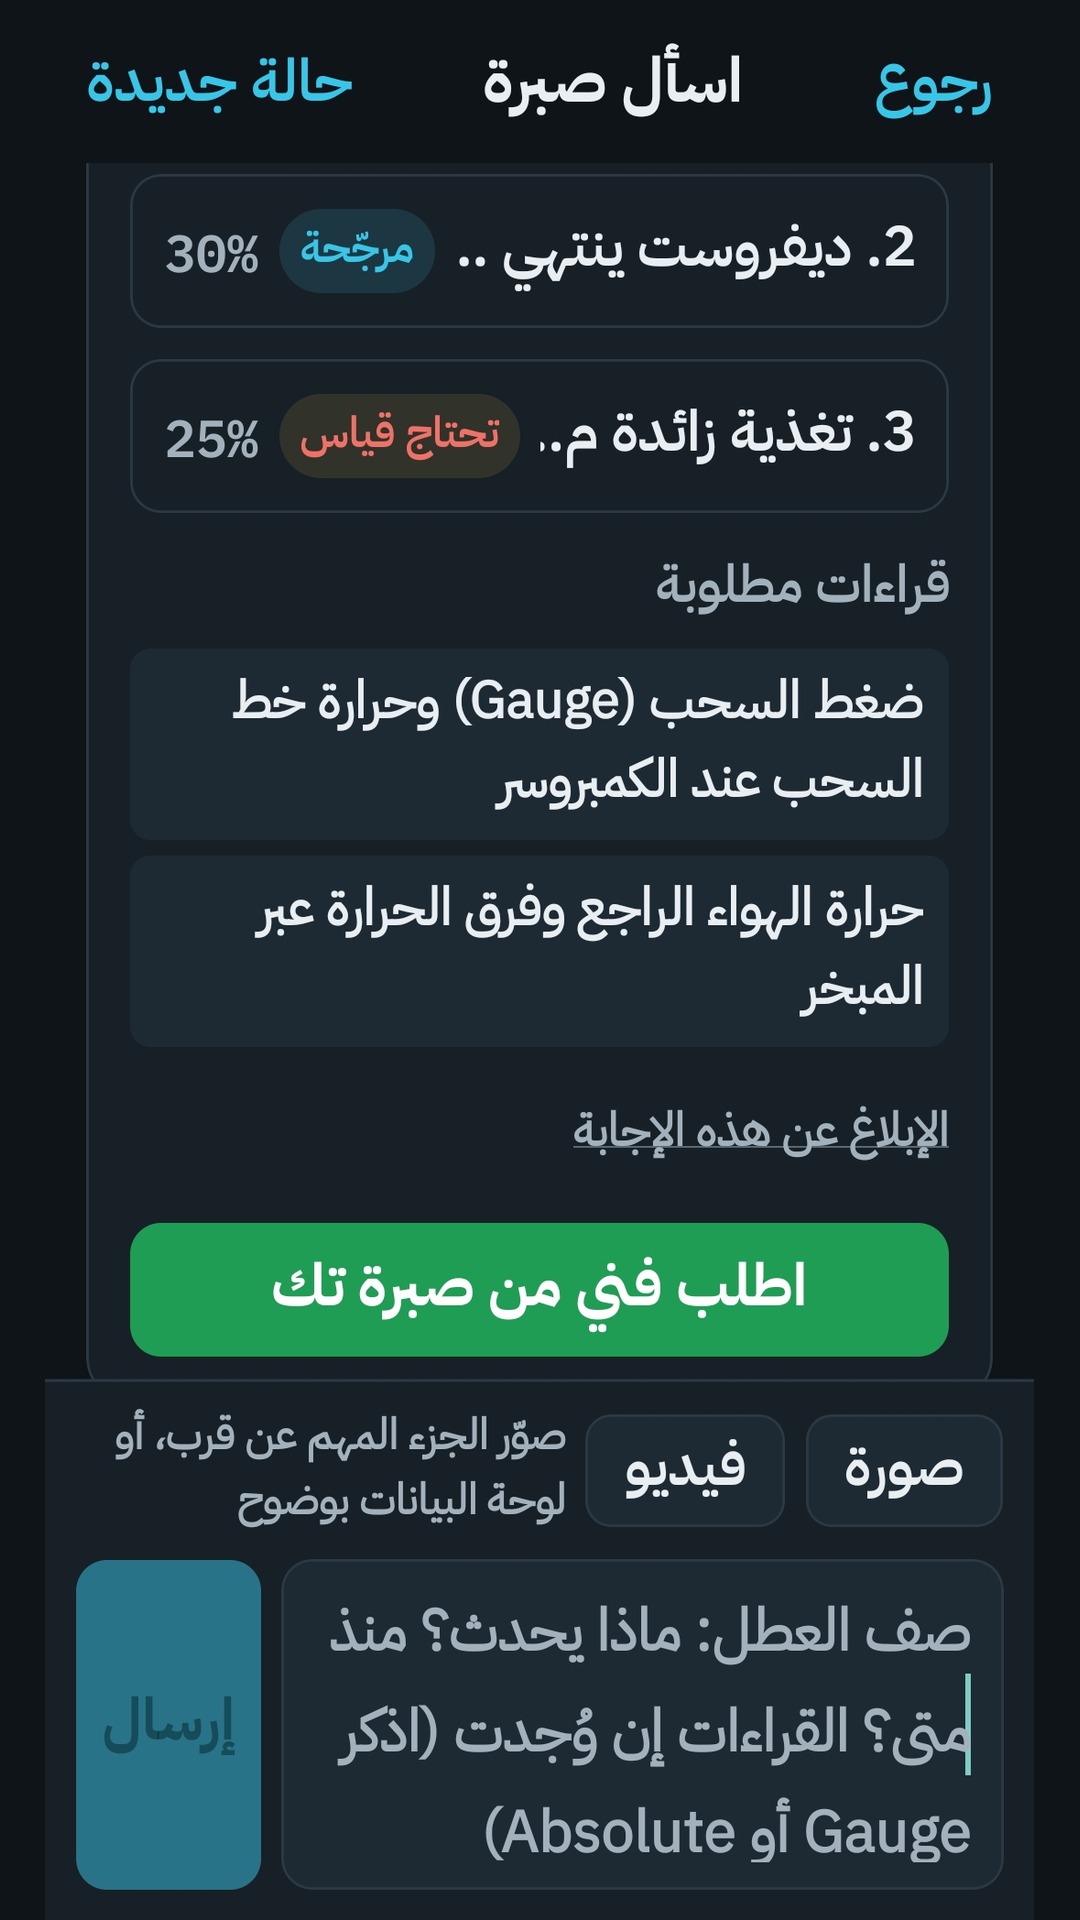 رجوع
اسأل صبرة
حالة جديدة
2. ديفروست ينتهي .. مرجّحة 30%
3. تغذية زائدة م.. تحتاج قياس 25%
قراءات مطلوبة
ضغط السحب (Gauge) وحرارة خط
السحب عند الكمبروسر
حرارة الهواء الراجع وفرق الحرارة عبر
المبخر
الإبلاغ عن هذه الإجابة
اطلب فني من صبرة تك
صورة
فيديو
صوّر الجزء المهم عن قرب، أو
لوحة البيانات بوضوح
صف العطل: ماذا يحدث؟ منذ
متى؟ القراءات إن وُجدت (اذكر
Gauge أو Absolute)
إرسال